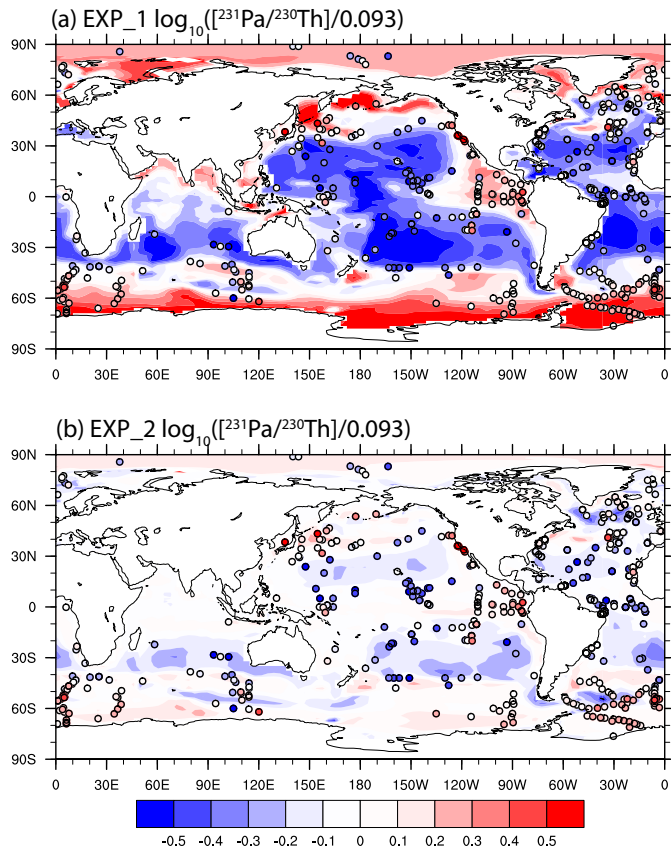 (a) EXP_1 log₁₀([²³¹Pa/²³⁰Th]/0.093)
90N
60N
30N
0
30S
60S
90S
0 30E 60E 90E 120E 150E 180 150W 120W 90W 60W 30W 0
(b) EXP_2 log₁₀([²³¹Pa/²³⁰Th]/0.093)
90N
60N
30N
0
30S
60S
90S
0 30E 60E 90E 120E 150E 180 150W 120W 90W 60W 30W 0
-0.5 -0.4 -0.3 -0.2 -0.1 0 0.1 0.2 0.3 0.4 0.5